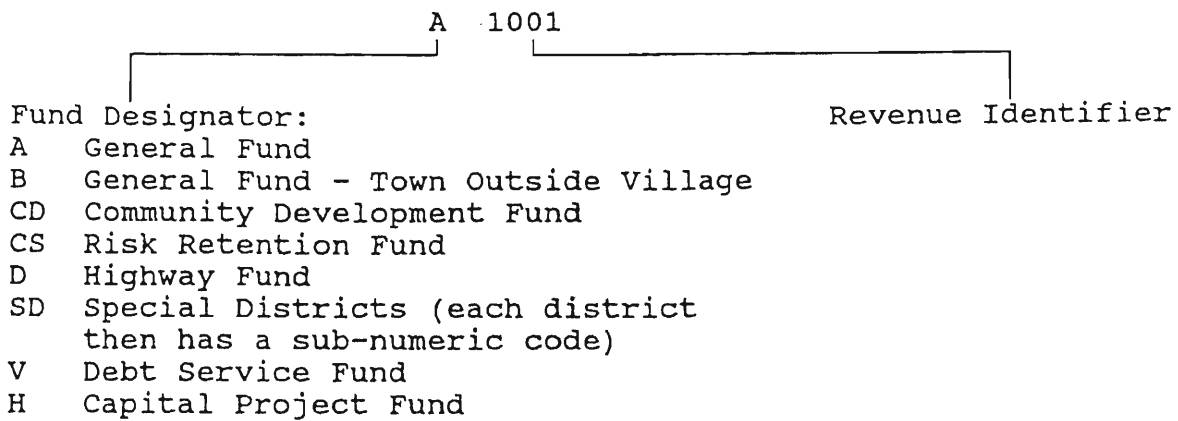 A 1001
Fund Designator: Revenue Identifier
A General Fund
B General Fund - Town Outside Village
CD Community Development Fund
CS Risk Retention Fund
D Highway Fund
SD Special Districts (each district
then has a sub-numeric code)
V Debt Service Fund
H Capital Project Fund